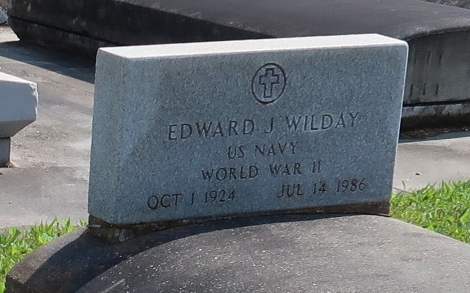 EDWARD J WILDAY
US NAVY
WORLD WAR II
OCT 1 1924 JUL 14 1986